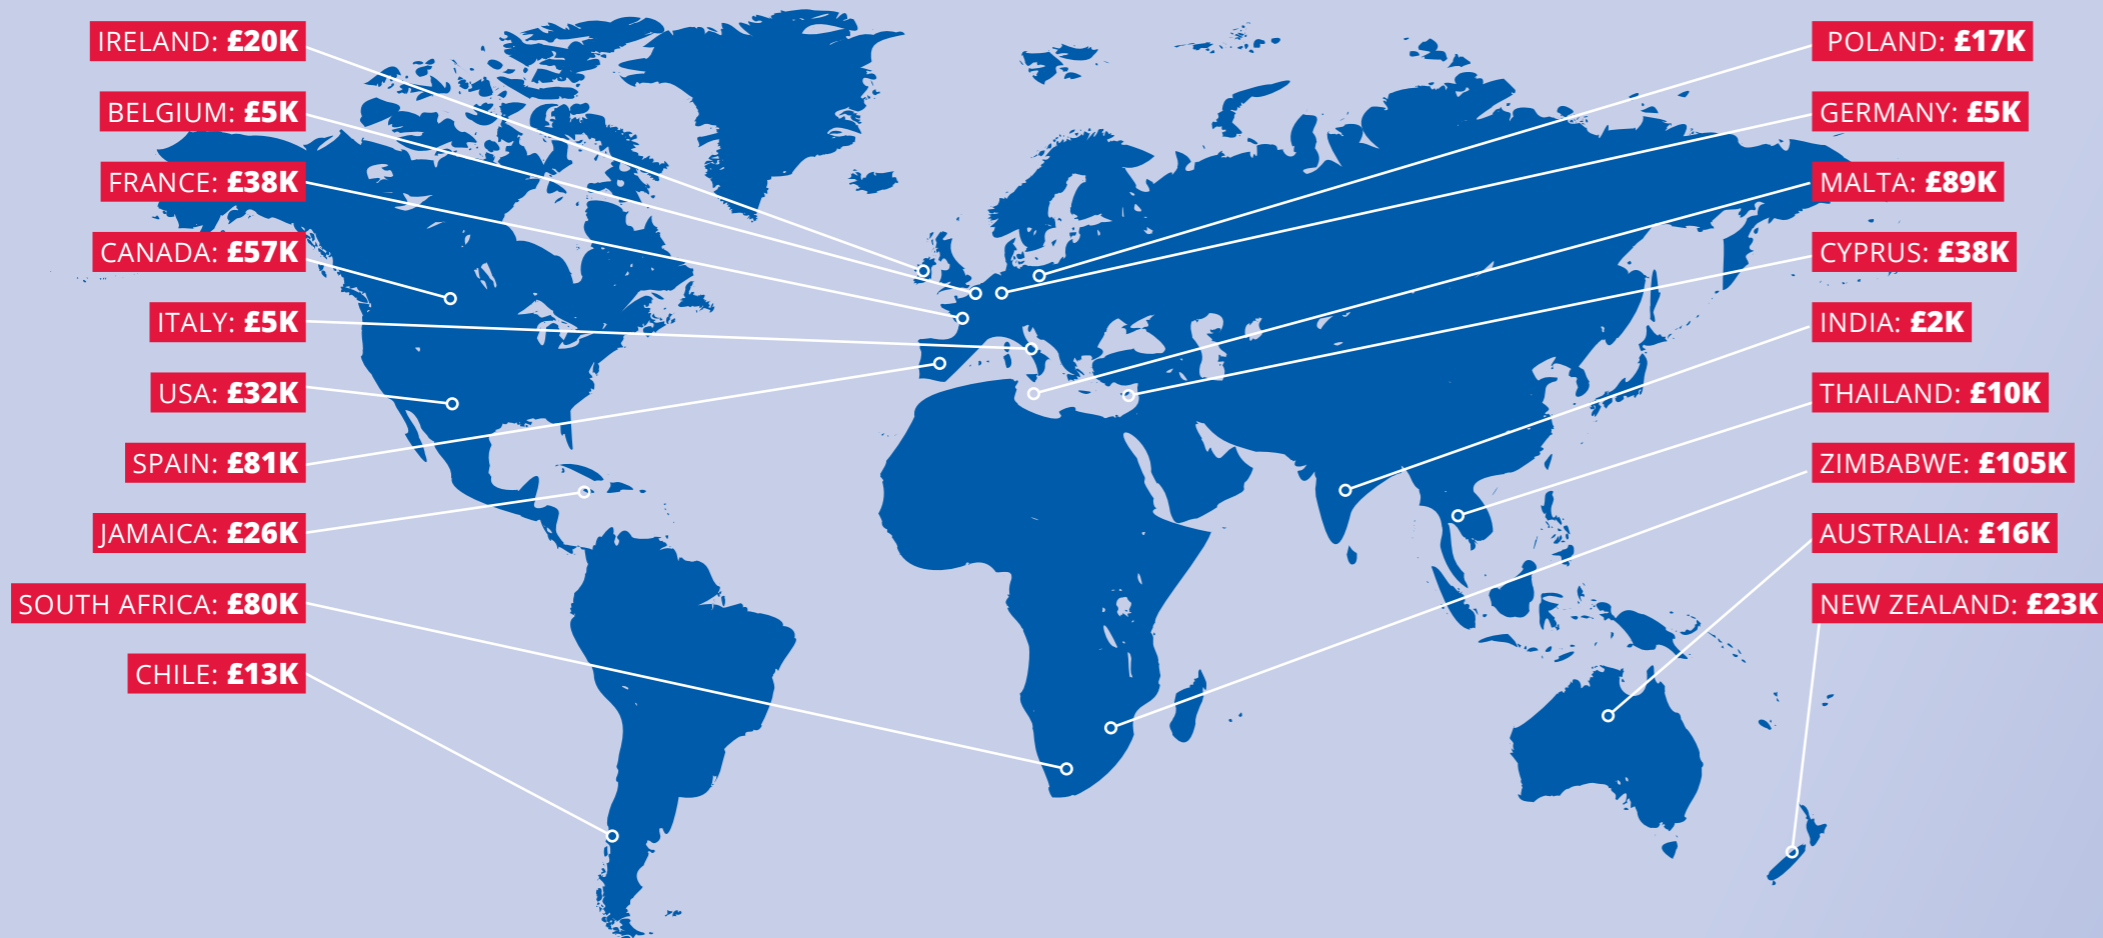 IRELAND: £20K
BELGIUM: £5K
FRANCE: £38K
CANADA: £57K
ITALY: £5K
USA: £32K
SPAIN: £81K
JAMAICA: £26K
SOUTH AFRICA: £80K
CHILE: £13K
POLAND: £17K
GERMANY: £5K
MALTA: £89K
CYPRUS: £38K
INDIA: £2K
THAILAND: £10K
ZIMBABWE: £105K
AUSTRALIA: £16K
NEW ZEALAND: £23K